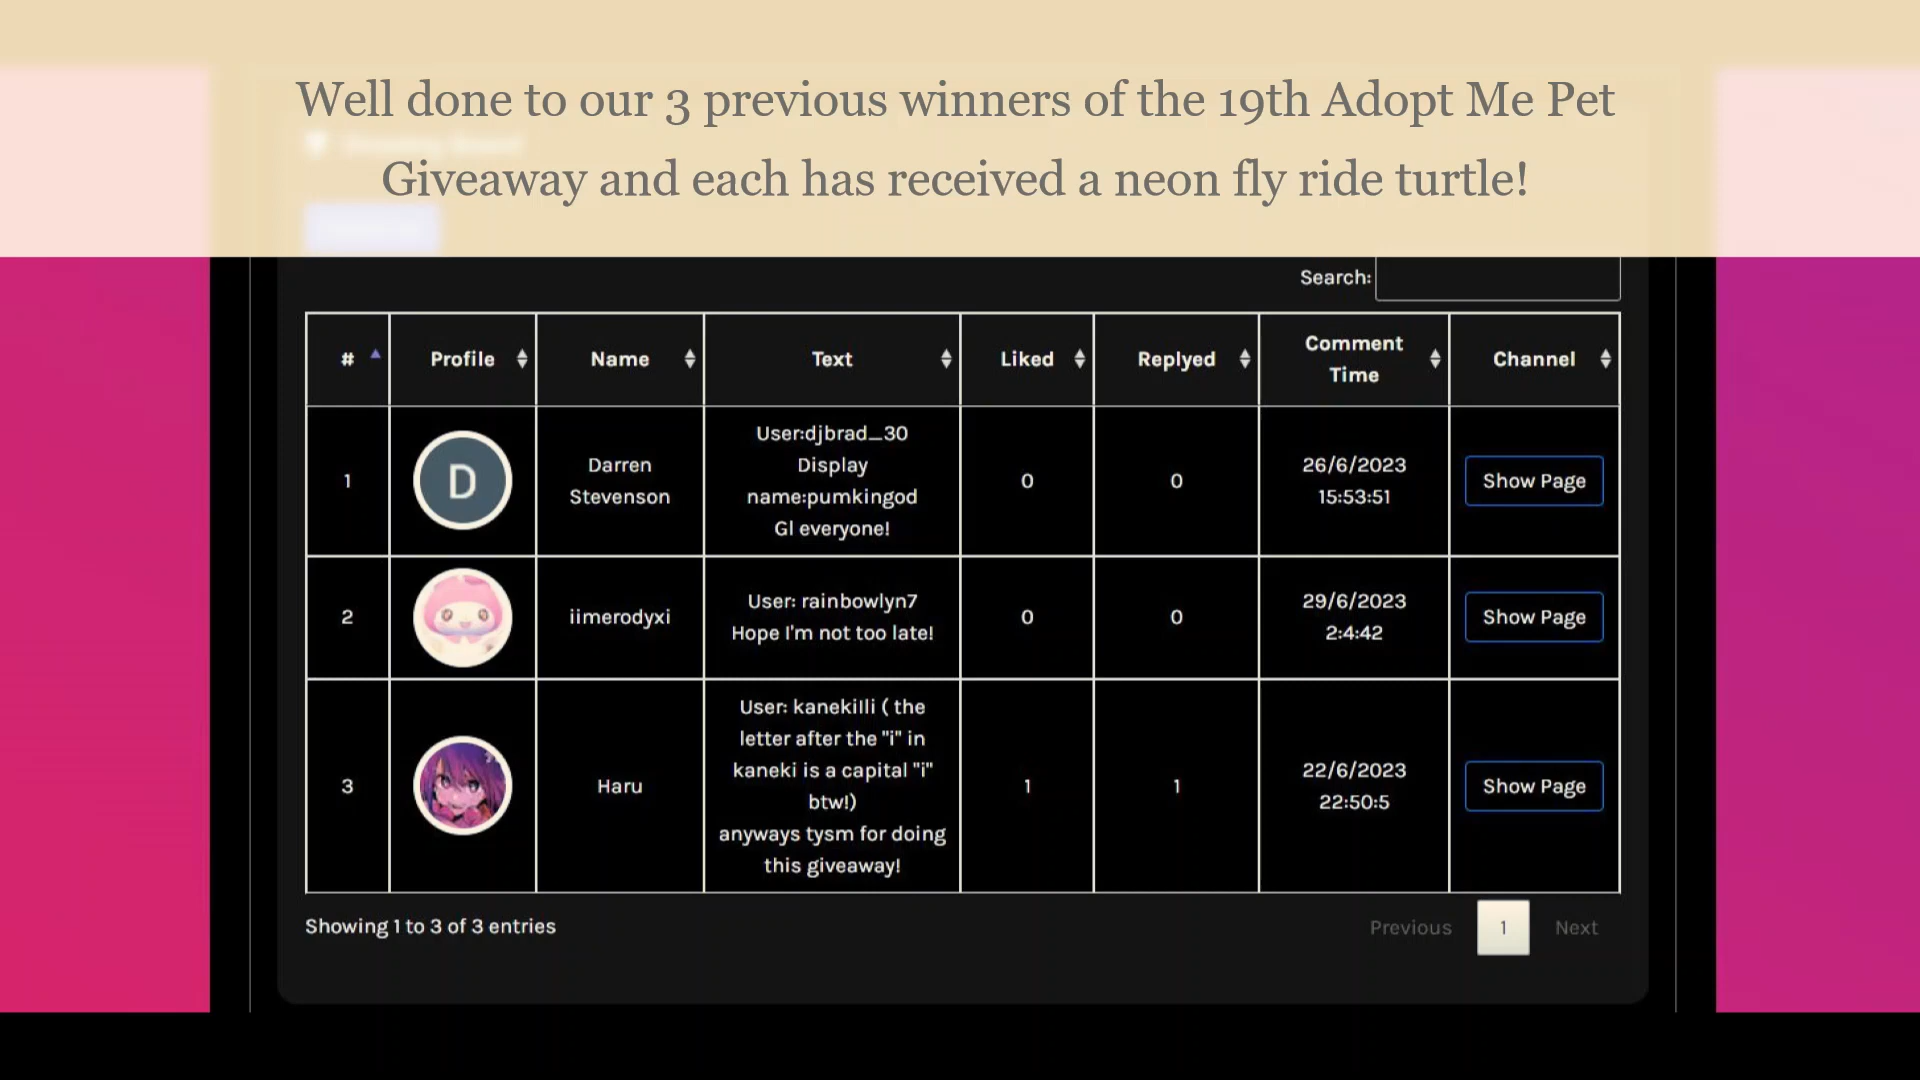 Well done to our 3 previous winners of the 19th Adopt Me Pet
Giveaway and each has received a neon fly ride turtle!
Search:
# Profile Name Text Liked Replyed Comment Time Channel
1 D Darren Stevenson User:djbrad_30 Display name:pumkingod Gl everyone! 0 0 26/6/2023 15:53:51 Show Page
2 iimerodyxi User: rainbowlyn7 Hope I'm not too late! 0 0 29/6/2023 2:4:42 Show Page
3 Haru User: kanekiIli ( the letter after the "i" in kaneki is a capital "i" btw!) anyways tysm for doing this giveaway! 1 1 22/6/2023 22:50:5 Show Page
Showing 1 to 3 of 3 entries
Previous 1 Next